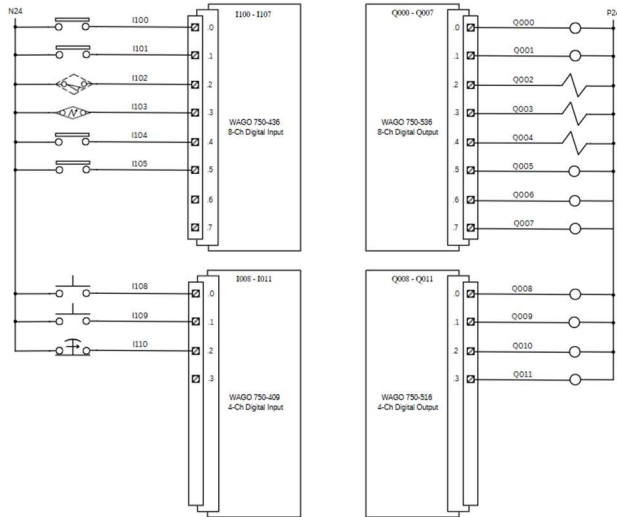 N24
I100 - I107
I100
.0
I101
.1
I102
.2
I103
.3
I104
.4
I105
.5
.6
.7
WAGO 750-436
8-Ch Digital Input
Q000 - Q007
P24
.0
Q000
.1
Q001
.2
Q002
.3
Q003
.4
Q004
.5
Q005
.6
Q006
.7
Q007
WAGO 750-536
8-Ch Digital Output
I008 - I011
I108
.0
I109
.1
I110
.2
.3
WAGO 750-409
4-Ch Digital Input
Q008 - Q011
.0
Q008
.1
Q009
.2
Q010
.3
Q011
WAGO 750-516
4-Ch Digital Output